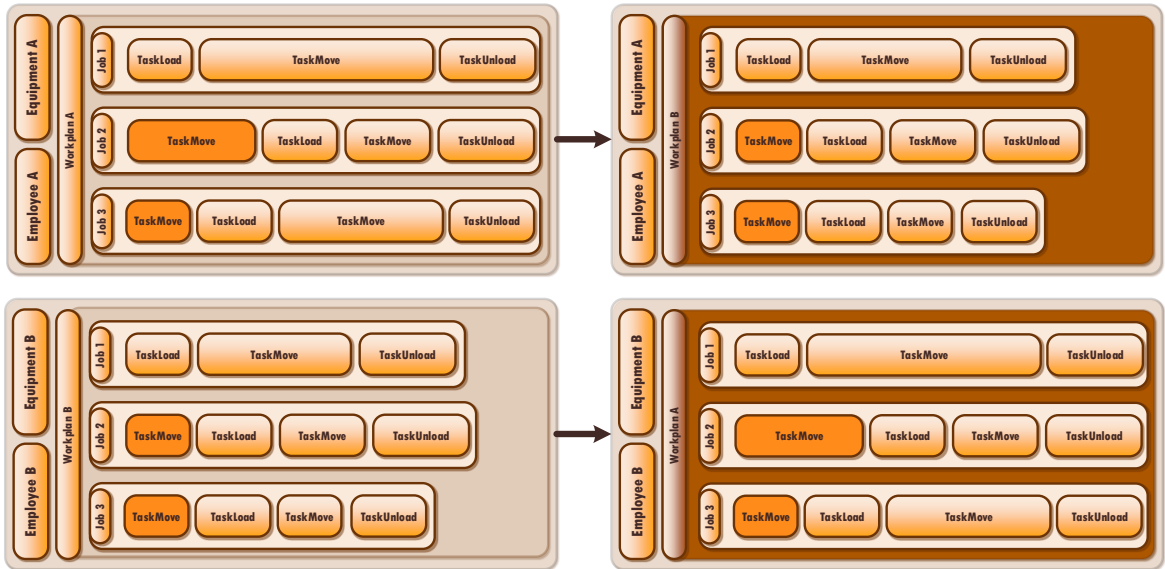 Equipment A
Employee A
Workplan A
Job 1
TaskLoad
TaskMove
TaskUnload
Job 2
TaskMove
TaskLoad
TaskMove
TaskUnload
Job 3
TaskMove
TaskLoad
TaskMove
TaskUnload
Equipment A
Employee A
Workplan B
Job 1
TaskLoad
TaskMove
TaskUnload
Job 2
TaskMove
TaskLoad
TaskMove
TaskUnload
Job 3
TaskMove
TaskLoad
TaskMove
TaskUnload
Equipment B
Employee B
Workplan B
Job 1
TaskLoad
TaskMove
TaskUnload
Job 2
TaskMove
TaskLoad
TaskMove
TaskUnload
Job 3
TaskMove
TaskLoad
TaskMove
TaskUnload
Equipment B
Employee B
Workplan A
Job 1
TaskLoad
TaskMove
TaskUnload
Job 2
TaskMove
TaskLoad
TaskMove
TaskUnload
Job 3
TaskMove
TaskLoad
TaskMove
TaskUnload